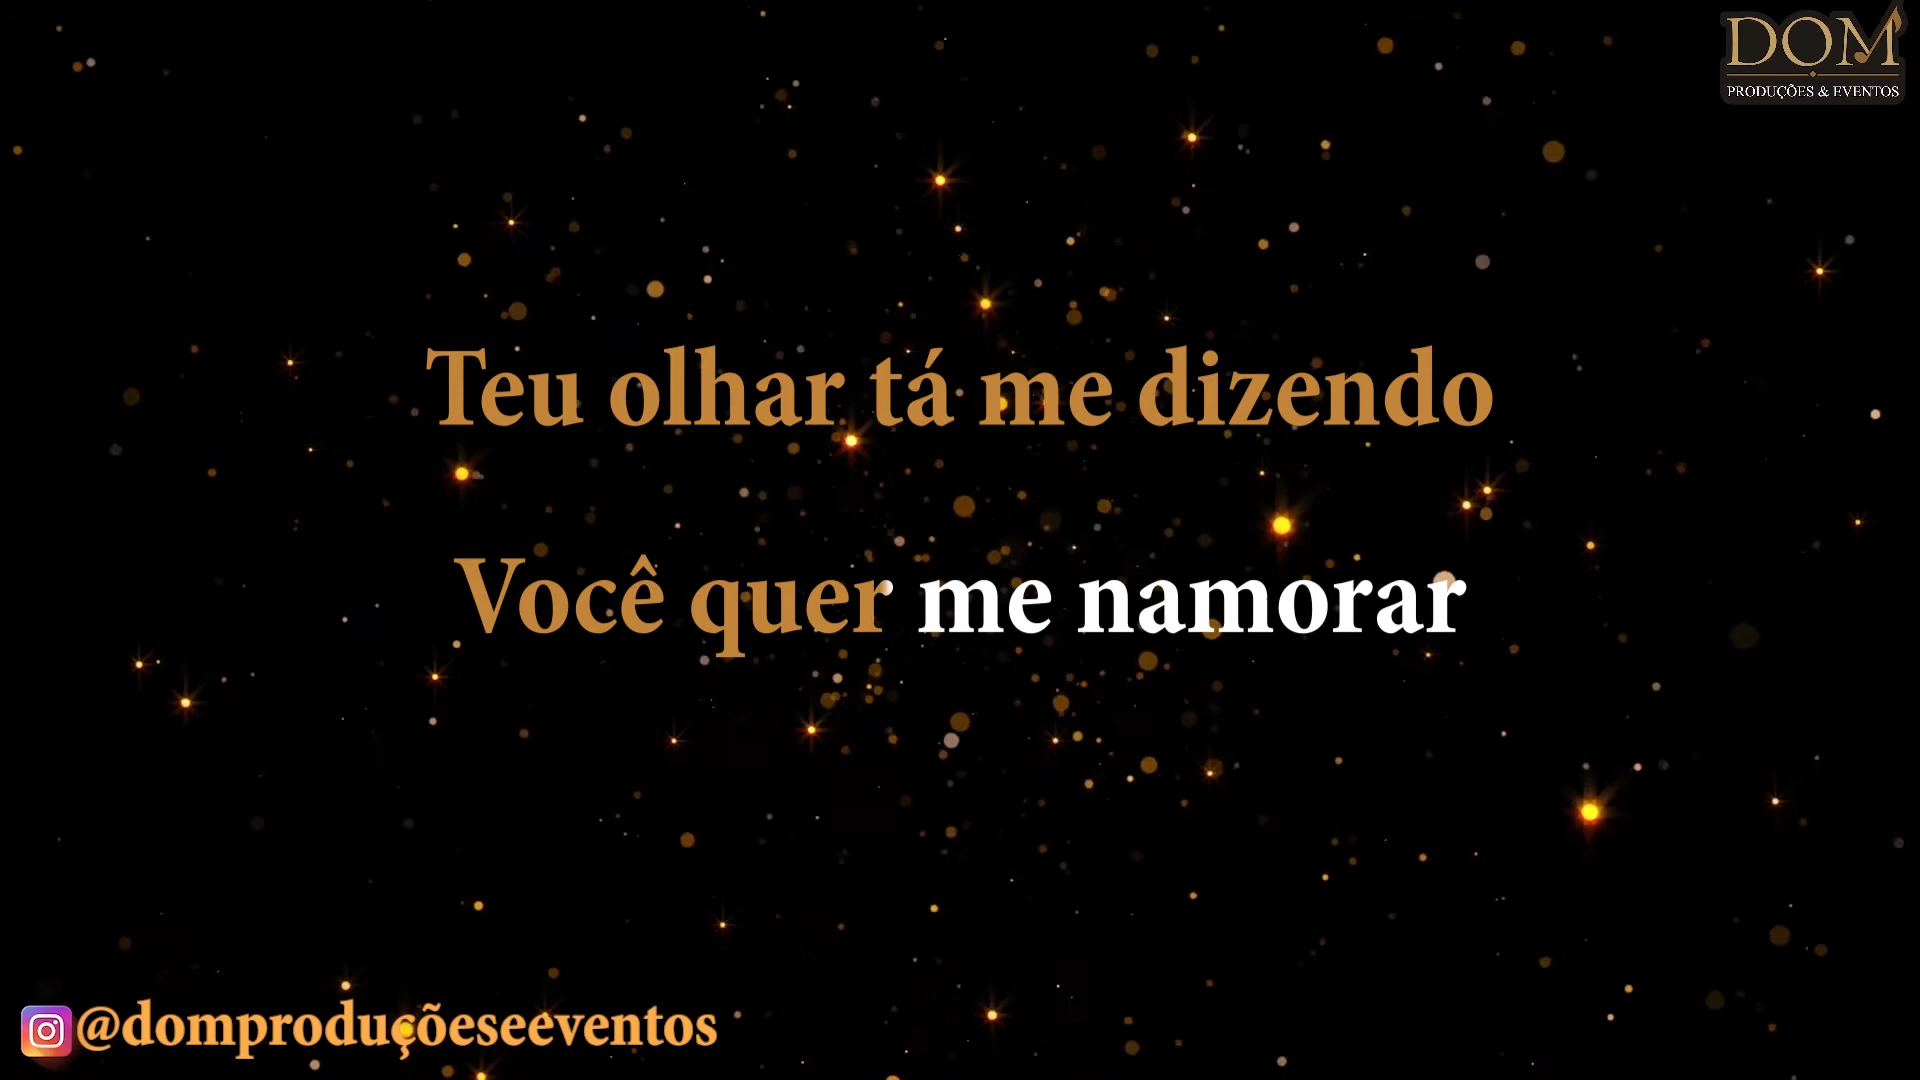 DOM
PRODUÇÕES & EVENTOS
Teu olhar tá me dizendo
Você quer me namorar
@domproduçõeseeventos